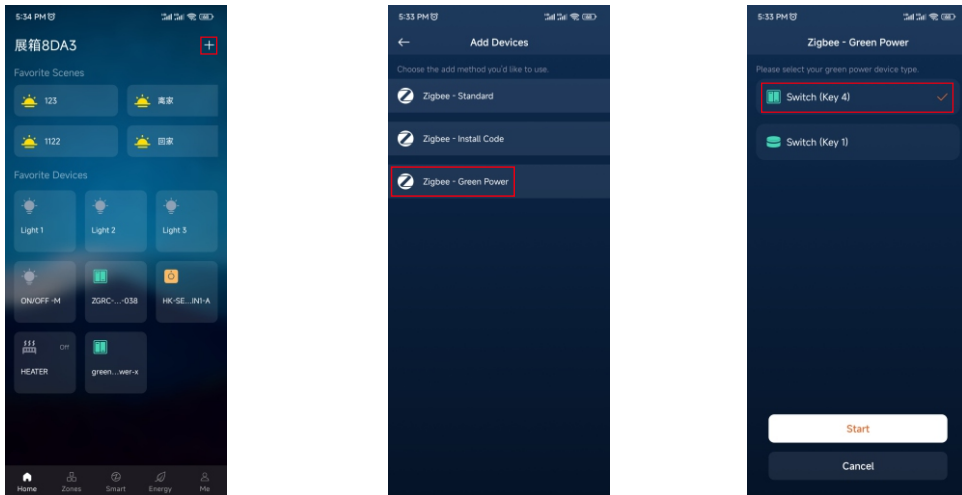 5:34 PM
展箱8DA3
+
Favorite Scenes
123
离家
1122
回家
Favorite Devices
Light 1
Light 2
Light 3
ON/OFF -M
ZGRC-...-038
HK-SE...IN1-A
Off
HEATER
green...wer-x
Home
Zones
Smart
Energy
Me
5:33 PM
Add Devices
Choose the add method you'd like to use.
Zigbee - Standard
Zigbee - Install Code
Zigbee - Green Power
5:33 PM
Zigbee - Green Power
Please select your green power device type.
Switch (Key 4)
Switch (Key 1)
Start
Cancel